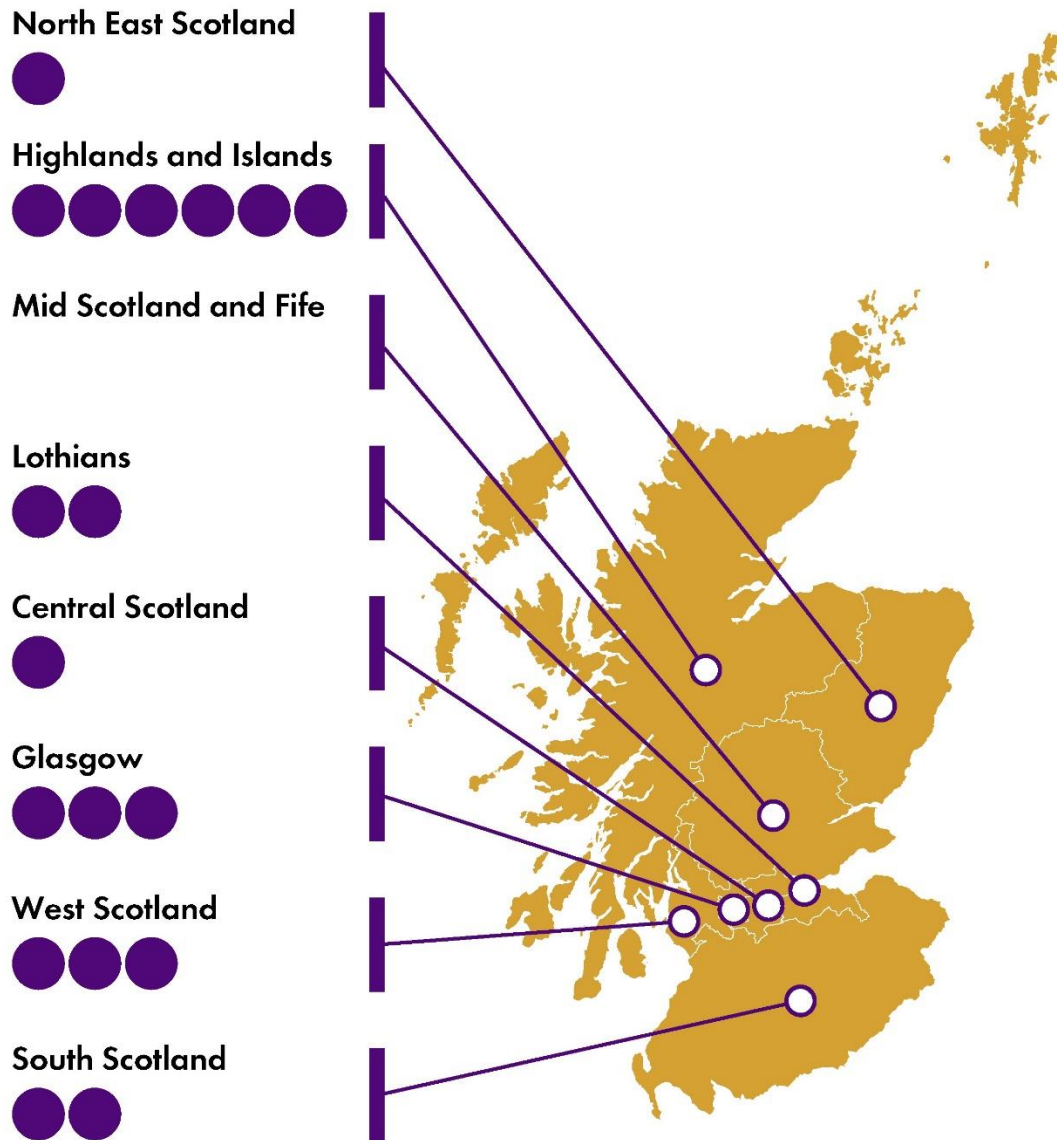 North East Scotland
Highlands and Islands
Mid Scotland and Fife
Lothians
Central Scotland
Glasgow
West Scotland
South Scotland